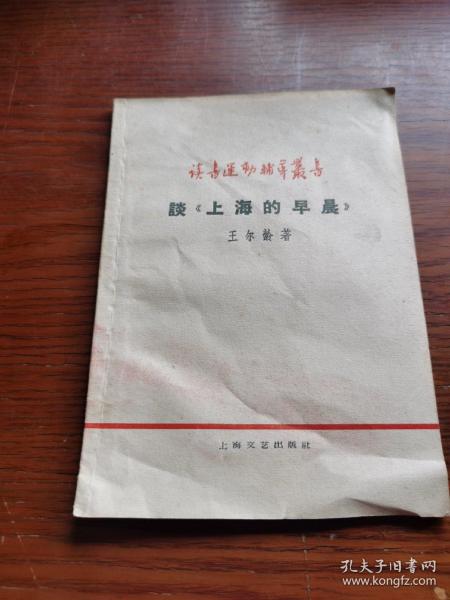 读书运动辅导丛书
談《上海的早晨》
王尔龄著
上海文艺出版社
孔夫子旧书网
www.kongfz.com